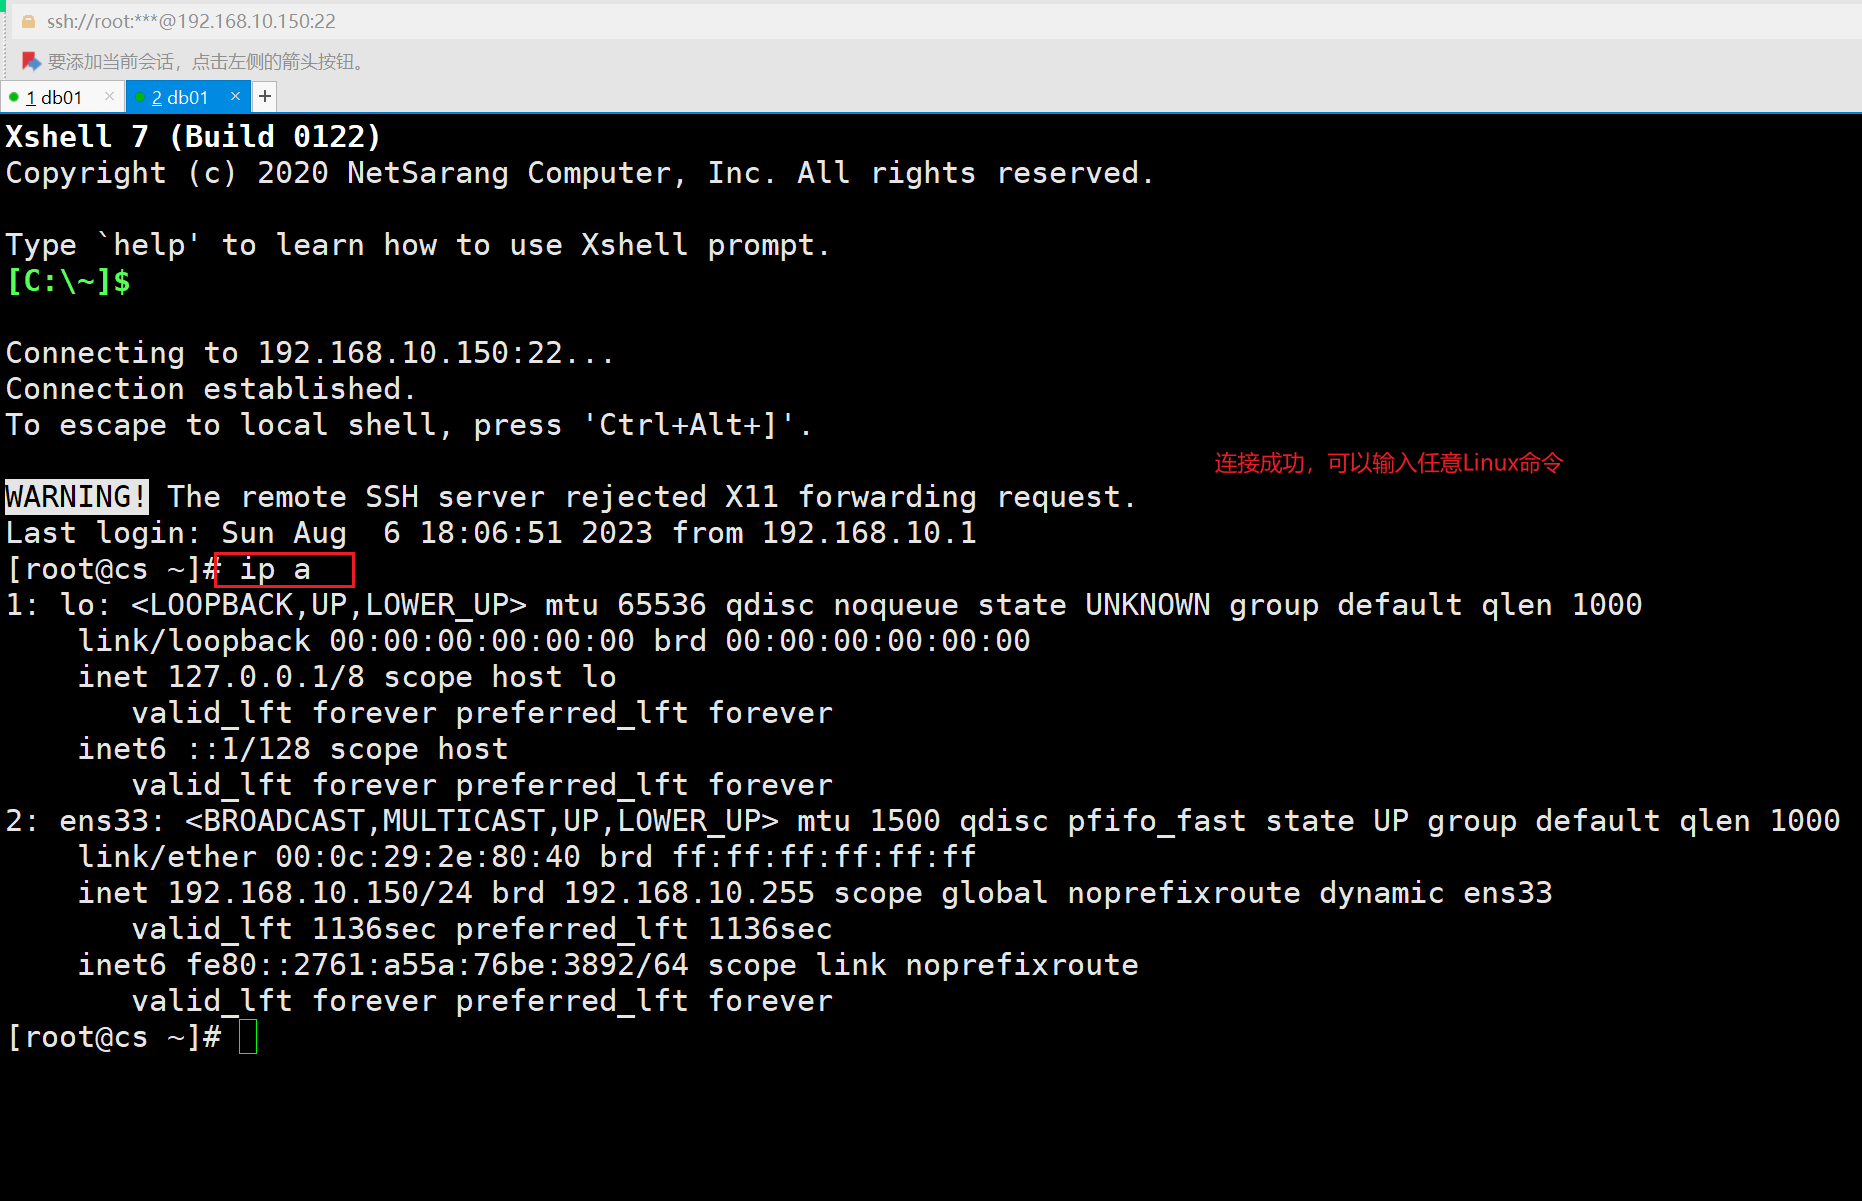 ssh://root:***@192.168.10.150:22
要添加当前会话，点击左侧的箭头按钮。
1 db01 × 2 db01 × +
Xshell 7 (Build 0122)
Copyright (c) 2020 NetSarang Computer, Inc. All rights reserved.
Type `help' to learn how to use Xshell prompt.
[C:\~]$
Connecting to 192.168.10.150:22...
Connection established.
To escape to local shell, press 'Ctrl+Alt+]'.
连接成功，可以输入任意Linux命令
WARNING! The remote SSH server rejected X11 forwarding request.
Last login: Sun Aug  6 18:06:51 2023 from 192.168.10.1
[root@cs ~]# ip a
1: lo: <LOOPBACK,UP,LOWER_UP> mtu 65536 qdisc noqueue state UNKNOWN group default qlen 1000
    link/loopback 00:00:00:00:00:00 brd 00:00:00:00:00:00
    inet 127.0.0.1/8 scope host lo
       valid_lft forever preferred_lft forever
    inet6 ::1/128 scope host
       valid_lft forever preferred_lft forever
2: ens33: <BROADCAST,MULTICAST,UP,LOWER_UP> mtu 1500 qdisc pfifo_fast state UP group default qlen 1000
    link/ether 00:0c:29:2e:80:40 brd ff:ff:ff:ff:ff:ff
    inet 192.168.10.150/24 brd 192.168.10.255 scope global noprefixroute dynamic ens33
       valid_lft 1136sec preferred_lft 1136sec
    inet6 fe80::2761:a55a:76be:3892/64 scope link noprefixroute
       valid_lft forever preferred_lft forever
[root@cs ~]#